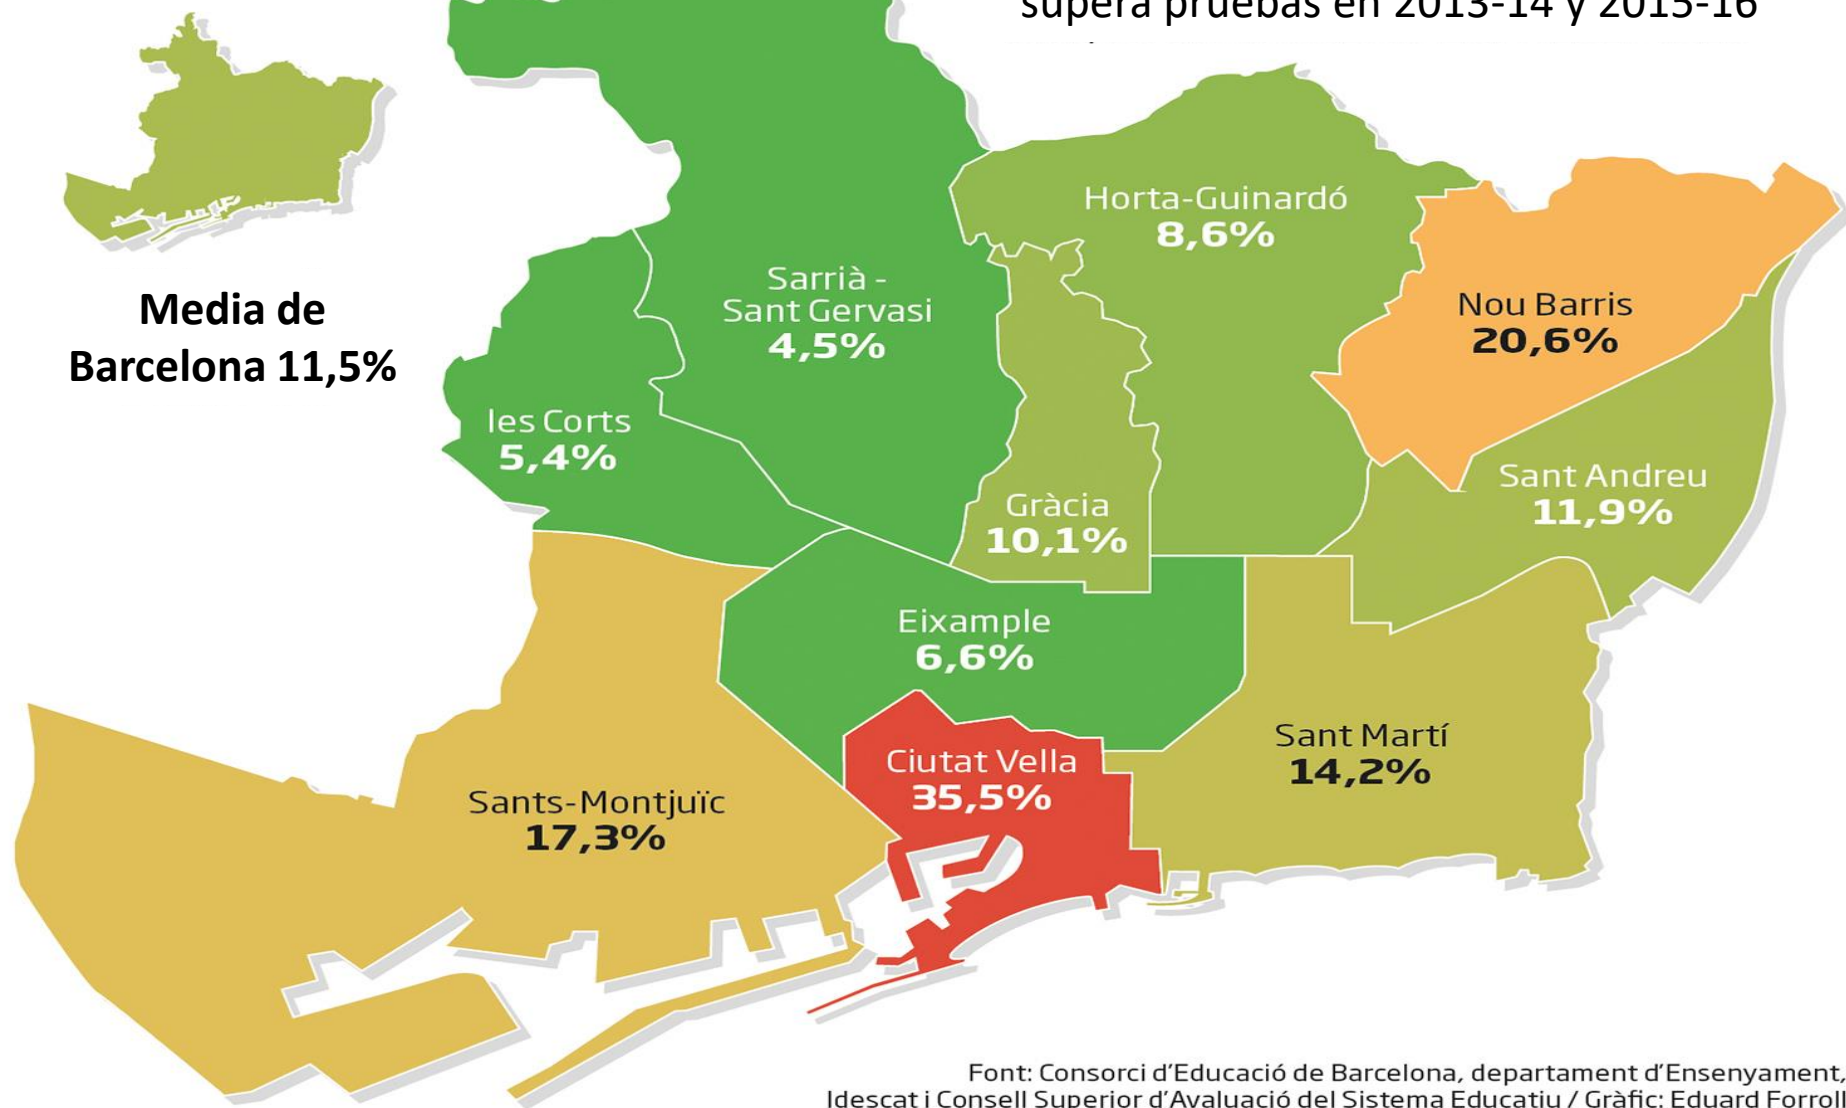 supera pruebas en 2013-14 y 2015-16
Horta-Guinardó
8,6%
Sarrià -
Sant Gervasi
4,5%
Nou Barris
20,6%
Media de
Barcelona 11,5%
les Corts
5,4%
Sant Andreu
11,9%
Gràcia
10,1%
Eixample
6,6%
Sant Martí
14,2%
Ciutat Vella
35,5%
Sants-Montjuïc
17,3%
Font: Consorci d'Educació de Barcelona, departament d'Ensenyament,
Idescat i Consell Superior d'Avaluació del Sistema Educatiu / Gràfic: Eduard Forrol